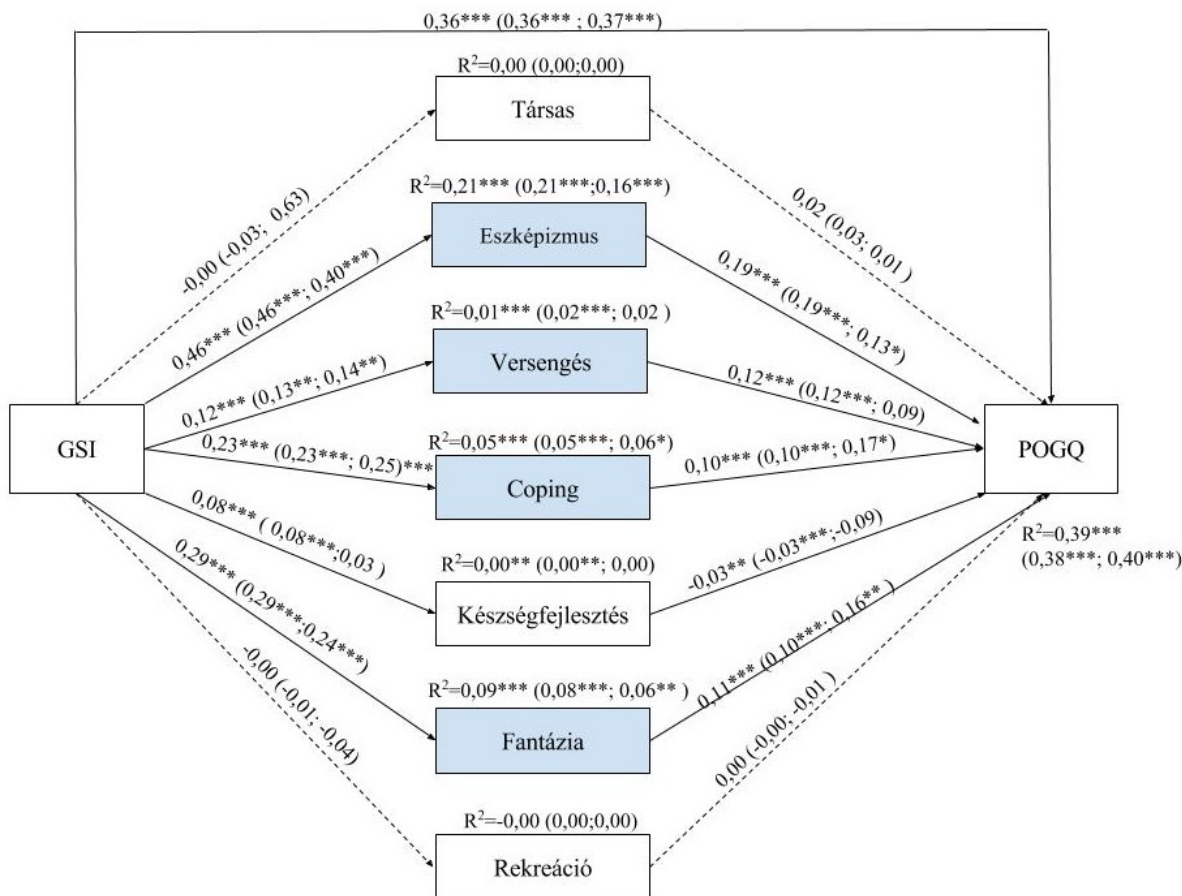 0,36*** (0,36*** ; 0,37***)
R²=0,00 (0,00;0,00)
Társas
-0,00 (-0,03; 0,63)
0,02 (0,03; 0,01 )
R²=0,21*** (0,21***;0,16***)
Eszképizmus
0,46*** (0,46***; 0,40***)
0,19*** (0,19***; 0,13*)
R²=0,01*** (0,02***; 0,02 )
Versengés
0,12*** (0,13**; 0,14**)
0,12*** (0,12***; 0,09)
GSI
POGQ
R²=0,39***
(0,38***; 0,40***)
0,23*** (0,23***; 0,25)***
R²=0,05*** (0,05***; 0,06*)
Coping
0,10*** (0,10***; 0,17*)
0,08*** ( 0,08***;0,03 )
R²=0,00** (0,00**; 0,00)
Készségfejlesztés
-0,03** (-0,03***;-0,09)
0,29*** (0,29***;0,24***)
R²=0,09*** (0,08***; 0,06** )
Fantázia
0,11*** (0,10***; 0,16** )
-0,00 (-0,01; -0,04)
R²=-0,00 (0,00;0,00)
Rekreáció
0,00 (-0,00; -0,01 )